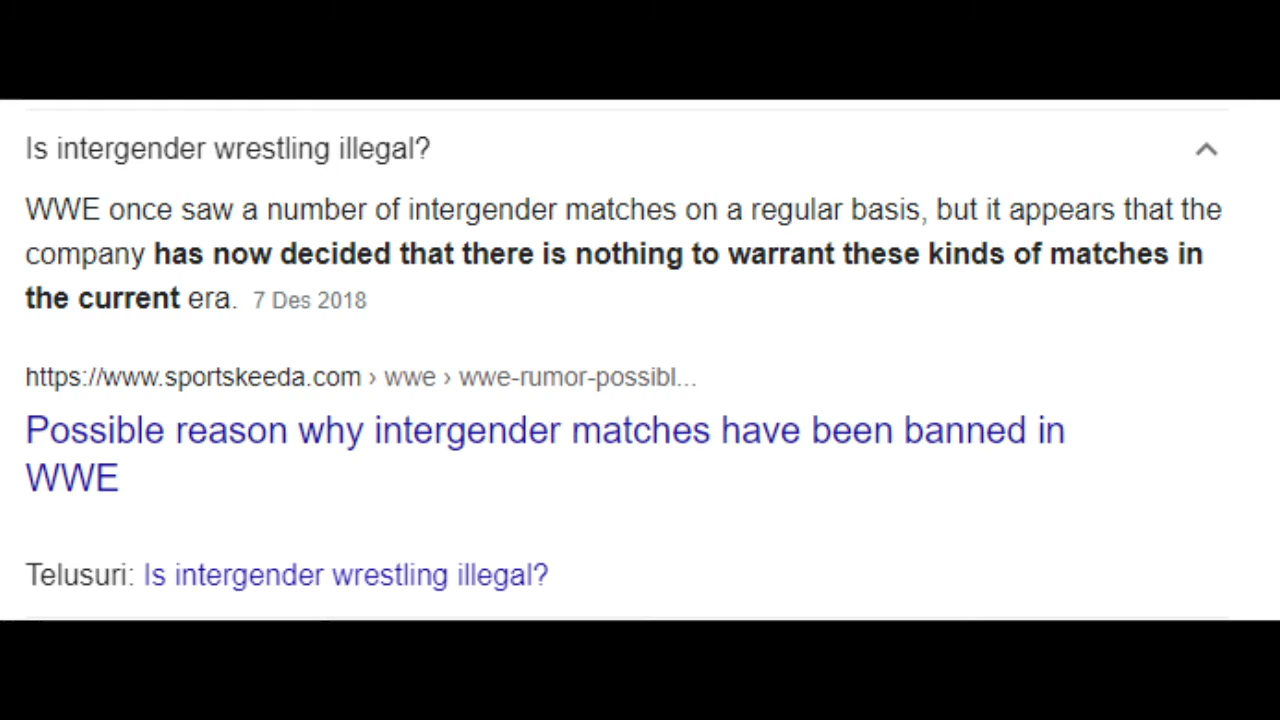 Is intergender wrestling illegal?
WWE once saw a number of intergender matches on a regular basis, but it appears that the
company has now decided that there is nothing to warrant these kinds of matches in
the current era. 7 Des 2018
https://www.sportskeeda.com › wwe › wwe-rumor-possibl...
Possible reason why intergender matches have been banned in
WWE
Telusuri: Is intergender wrestling illegal?